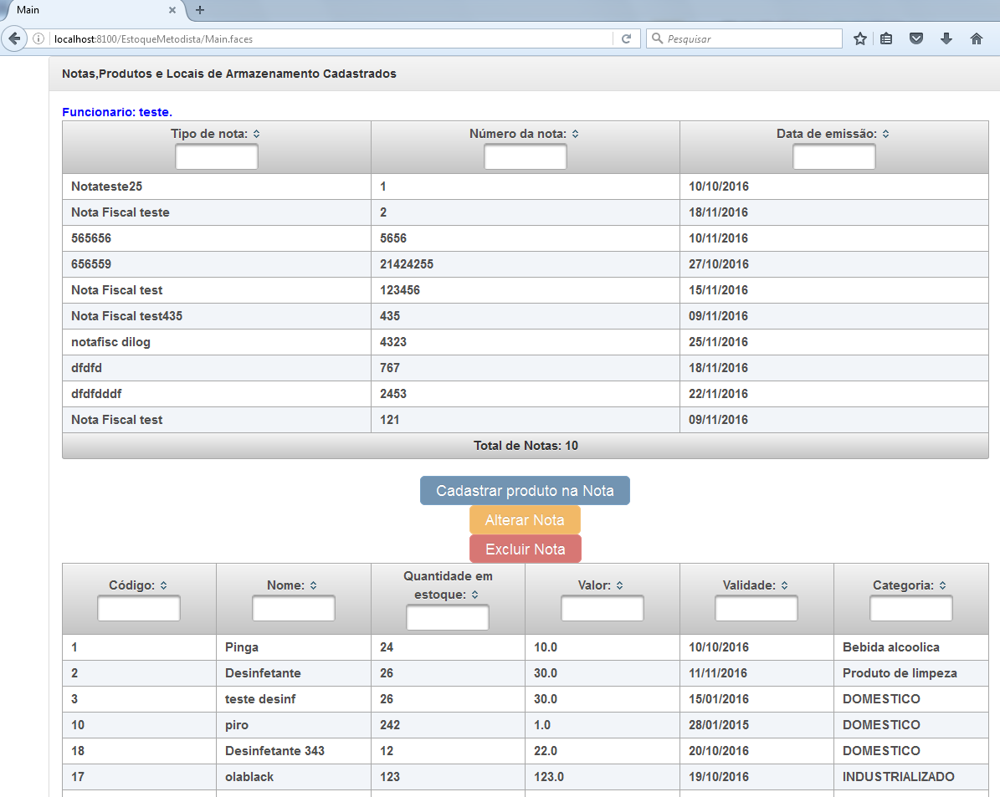 Main
localhost:8100/EstoqueMetodista/Main.faces
Pesquisar
Notas,Produtos e Locais de Armazenamento Cadastrados
Funcionario: teste.
Tipo de nota: Número da nota: Data de emissão:
Notateste25 1 10/10/2016
Nota Fiscal teste 2 18/11/2016
565656 5656 10/11/2016
656559 21424255 27/10/2016
Nota Fiscal test 123456 15/11/2016
Nota Fiscal test435 435 09/11/2016
notafisc dilog 4323 25/11/2016
dfdfd 767 18/11/2016
dfdfdddf 2453 22/11/2016
Nota Fiscal test 121 09/11/2016
Total de Notas: 10
Cadastrar produto na Nota
Alterar Nota
Excluir Nota
Código: Nome: Quantidade em estoque: Valor: Validade: Categoria:
1 Pinga 24 10.0 10/10/2016 Bebida alcoolica
2 Desinfetante 26 30.0 11/11/2016 Produto de limpeza
3 teste desinf 26 30.0 15/01/2016 DOMESTICO
10 piro 242 1.0 28/01/2015 DOMESTICO
18 Desinfetante 343 12 22.0 20/10/2016 DOMESTICO
17 olablack 123 123.0 19/10/2016 INDUSTRIALIZADO